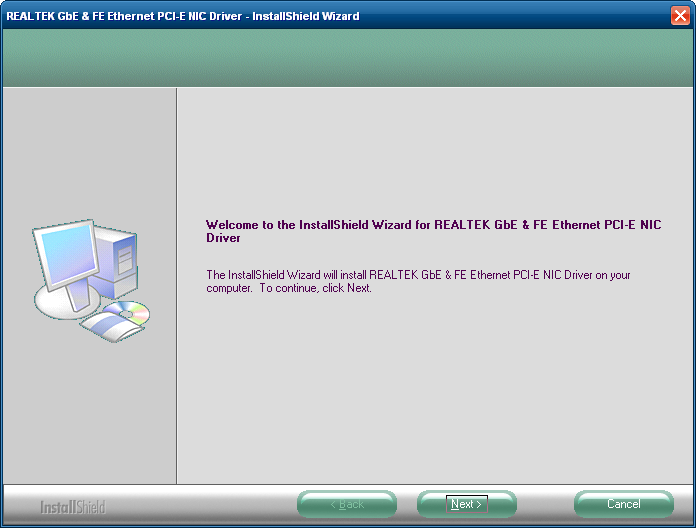 REALTEK GbE & FE Ethernet PCI-E NIC Driver - InstallShield Wizard
Welcome to the InstallShield Wizard for REALTEK GbE & FE Ethernet PCI-E NIC
Driver
The InstallShield Wizard will install REALTEK GbE & FE Ethernet PCI-E NIC Driver on your
computer.  To continue, click Next.
InstallShield
< Back
Next >
Cancel